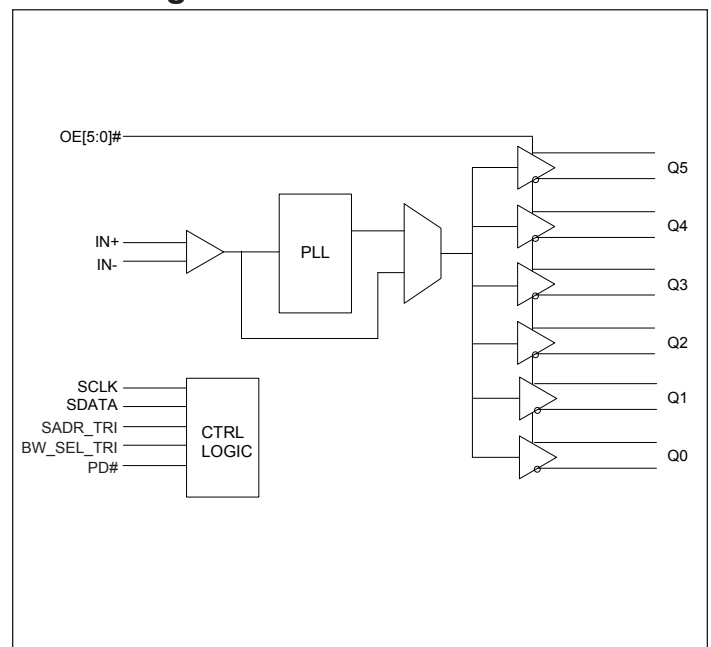 OE[5:0]#
Q5
Q4
IN+
PLL
IN-
Q3
Q2
SCLK
SDATA
SADR_TRI
BW_SEL_TRI
PD#
CTRL
LOGIC
Q1
Q0